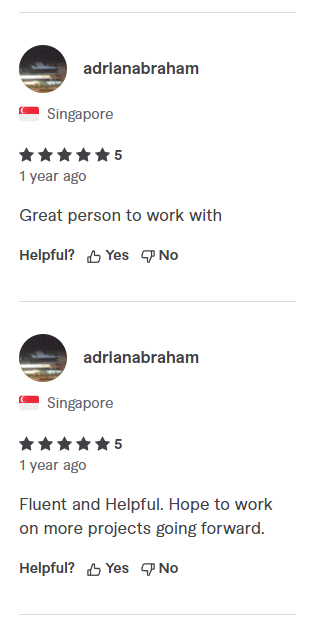 adrianabraham
Singapore
5
1 year ago
Great person to work with
Helpful? Yes No
adrianabraham
Singapore
5
1 year ago
Fluent and Helpful. Hope to work
on more projects going forward.
Helpful? Yes No